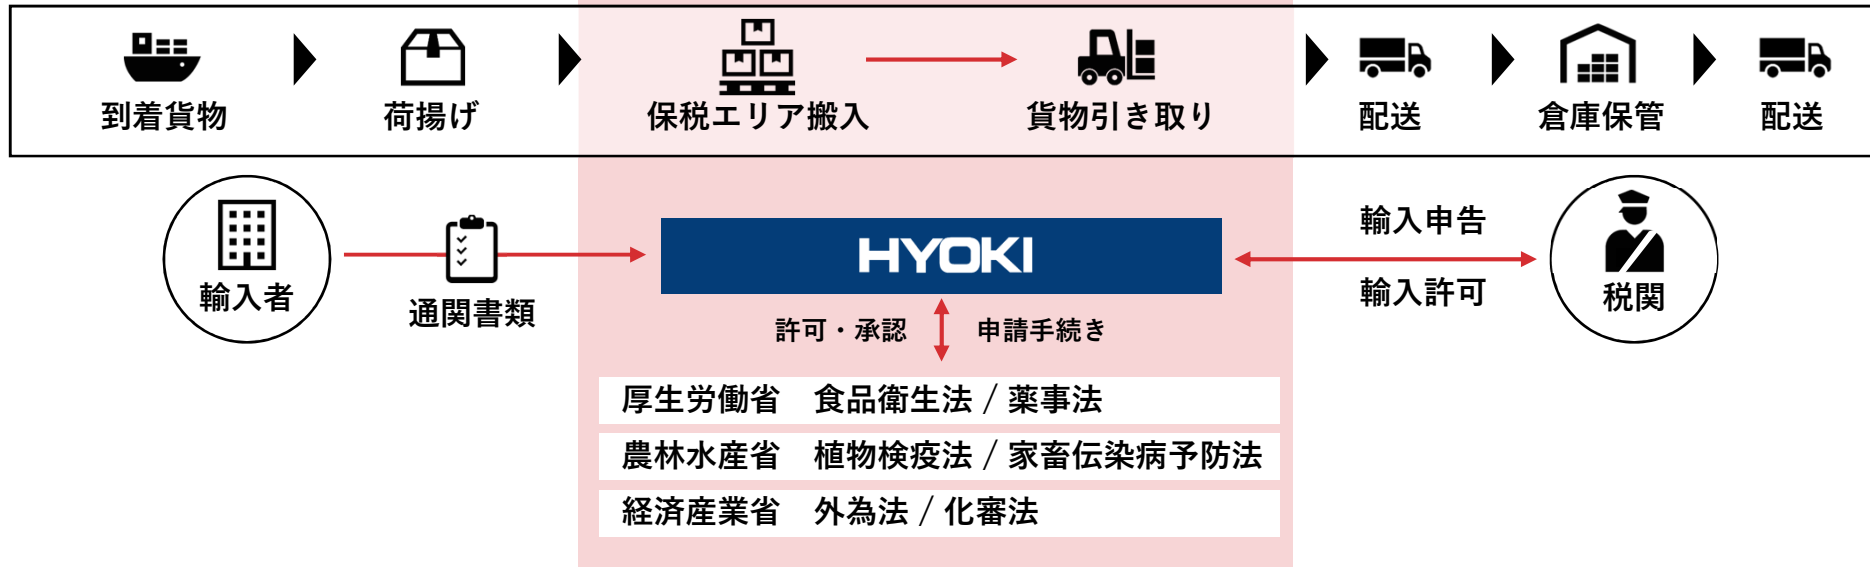 到着貨物
荷揚げ
保税エリア搬入
貨物引き取り
配送
倉庫保管
配送
輸入者
通関書類
HYOKI
輸入申告
輸入許可
税関
許可・承認
申請手続き
厚生労働省 食品衛生法 / 薬事法
農林水産省 植物検疫法 / 家畜伝染病予防法
経済産業省 外為法 / 化審法